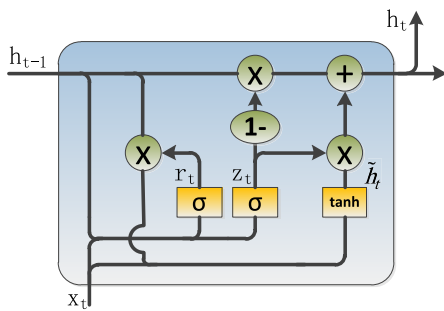 h_t
h_{t-1}
x +
1-
x x
r_t z_t h̃_t
σ σ tanh
x_t